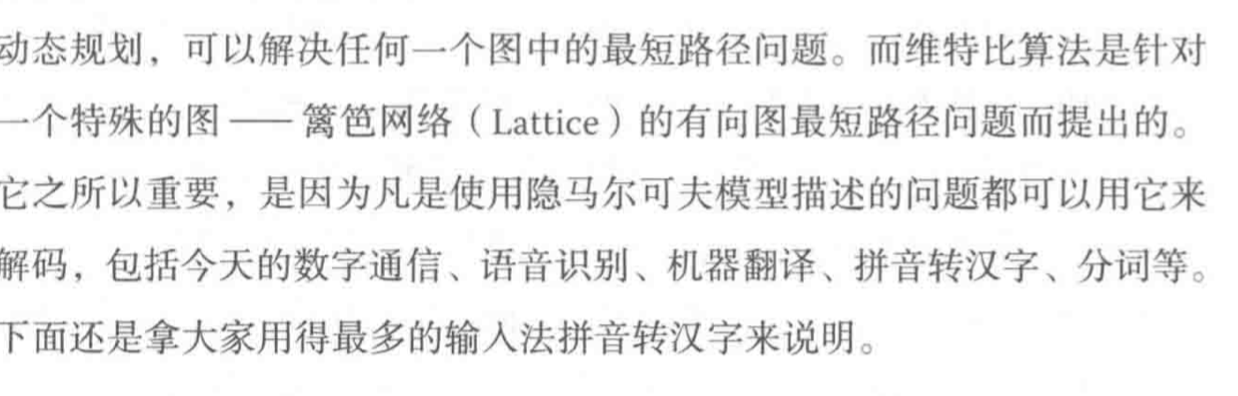 动态规划，可以解决任何一个图中的最短路径问题。而维特比算法是针对
一个特殊的图——篱笆网络（Lattice）的有向图最短路径问题而提出的。
它之所以重要，是因为凡是使用隐马尔可夫模型描述的问题都可以用它来
解码，包括今天的数字通信、语音识别、机器翻译、拼音转汉字、分词等。
下面还是拿大家用得最多的输入法拼音转汉字来说明。